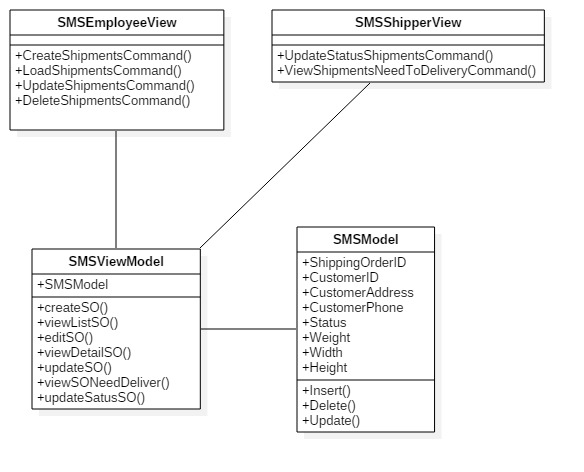 SMSEmployeeView
+CreateShipmentsCommand()
+LoadShipmentsCommand()
+UpdateShipmentsCommand()
+DeleteShipmentsCommand()
SMSShipperView
+UpdateStatusShipmentsCommand()
+ViewShipmentsNeedToDeliveryCommand()
SMSViewModel
+SMSModel
+createSO()
+viewListSO()
+editSO()
+viewDetailSO()
+updateSO()
+viewSONeedDeliver()
+updateSatusSO()
SMSModel
+ShippingOrderID
+CustomerID
+CustomerAddress
+CustomerPhone
+Status
+Weight
+Width
+Height
+Insert()
+Delete()
+Update()